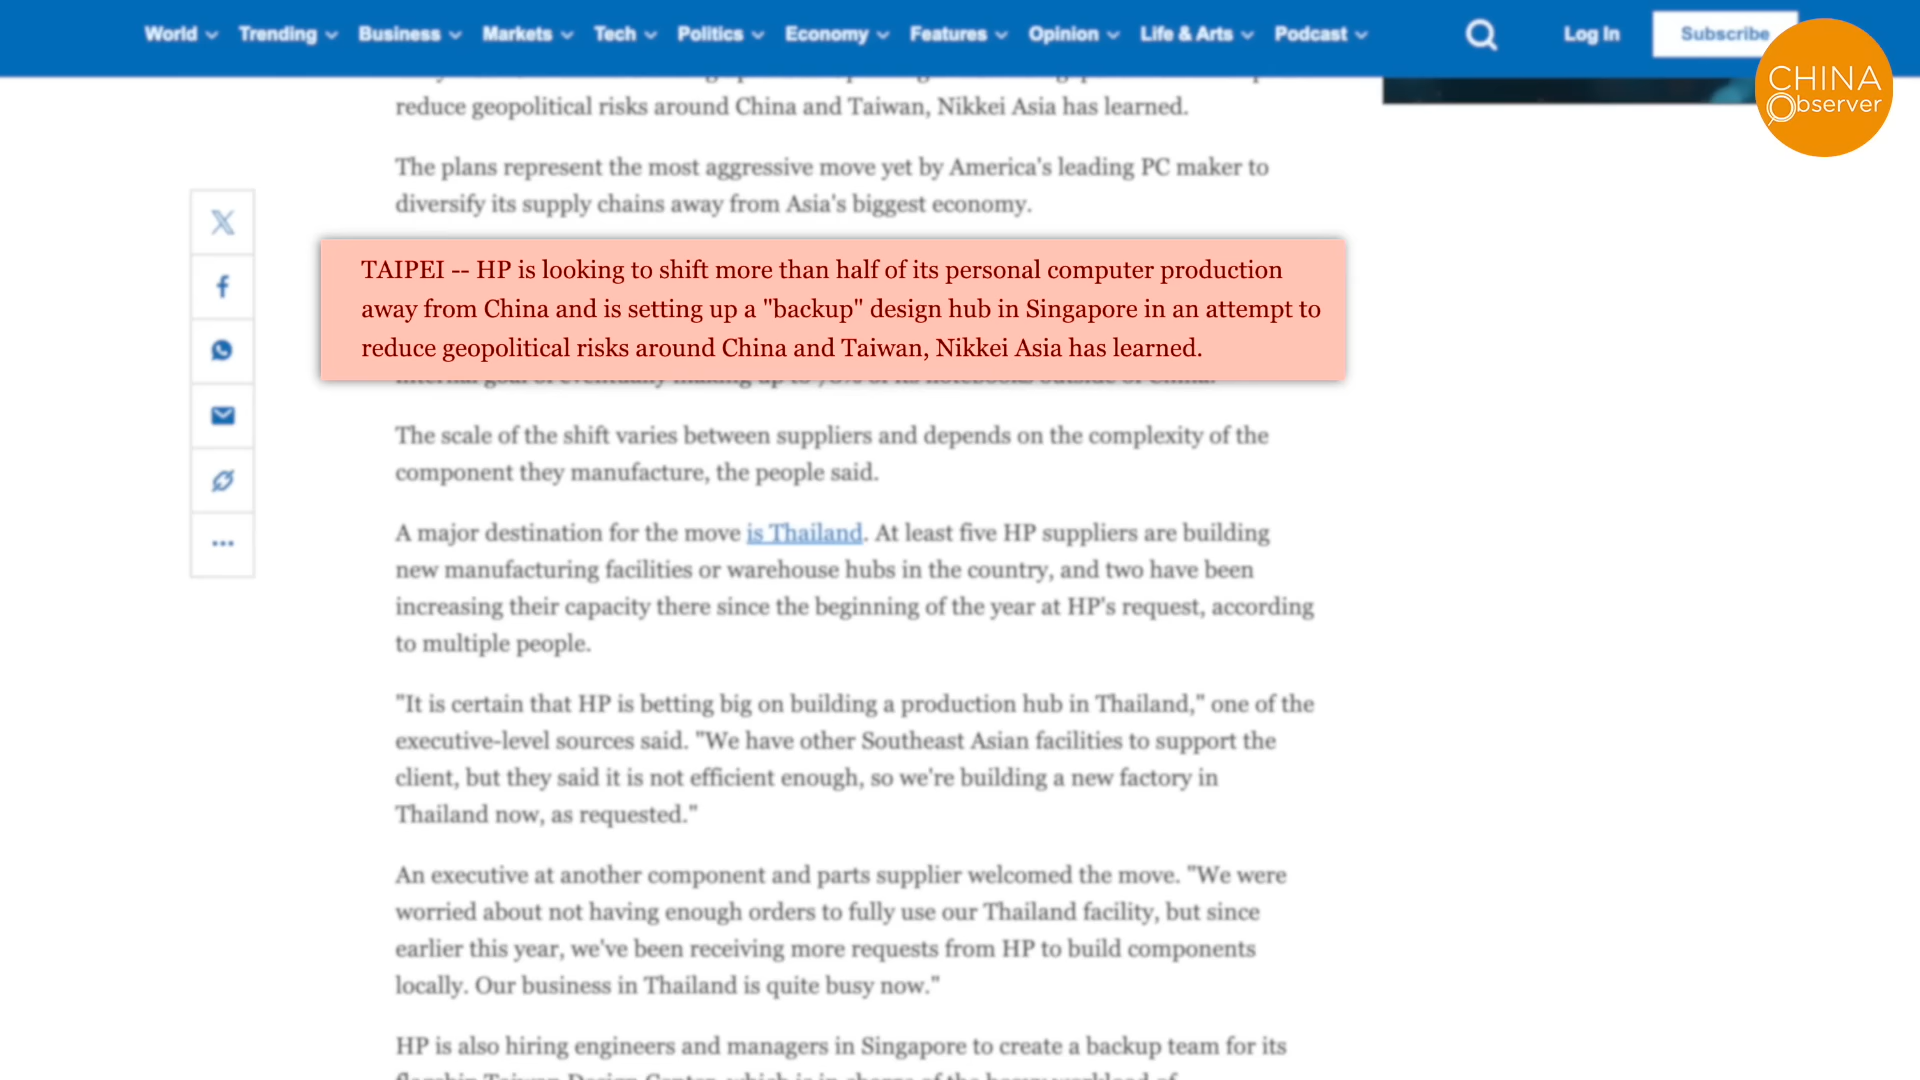 World Trending Business Markets Tech Politics Economy Features Opinion Life & Arts Podcast Log In Subscribe
CHINA
Observer
reduce geopolitical risks around China and Taiwan, Nikkei Asia has learned.
The plans represent the most aggressive move yet by America's leading PC maker to
diversify its supply chains away from Asia's biggest economy.
TAIPEI -- HP is looking to shift more than half of its personal computer production
away from China and is setting up a "backup" design hub in Singapore in an attempt to
reduce geopolitical risks around China and Taiwan, Nikkei Asia has learned.
The scale of the shift varies between suppliers and depends on the complexity of the
component they manufacture, the people said.
A major destination for the move is Thailand. At least five HP suppliers are building
new manufacturing facilities or warehouse hubs in the country, and two have been
increasing their capacity there since the beginning of the year at HP's request, according
to multiple people.
"It is certain that HP is betting big on building a production hub in Thailand," one of the
executive-level sources said. "We have other Southeast Asian facilities to support the
client, but they said it is not efficient enough, so we're building a new factory in
Thailand now, as requested."
An executive at another component and parts supplier welcomed the move. "We were
worried about not having enough orders to fully use our Thailand facility, but since
earlier this year, we've been receiving more requests from HP to build components
locally. Our business in Thailand is quite busy now."
HP is also hiring engineers and managers in Singapore to create a backup team for its